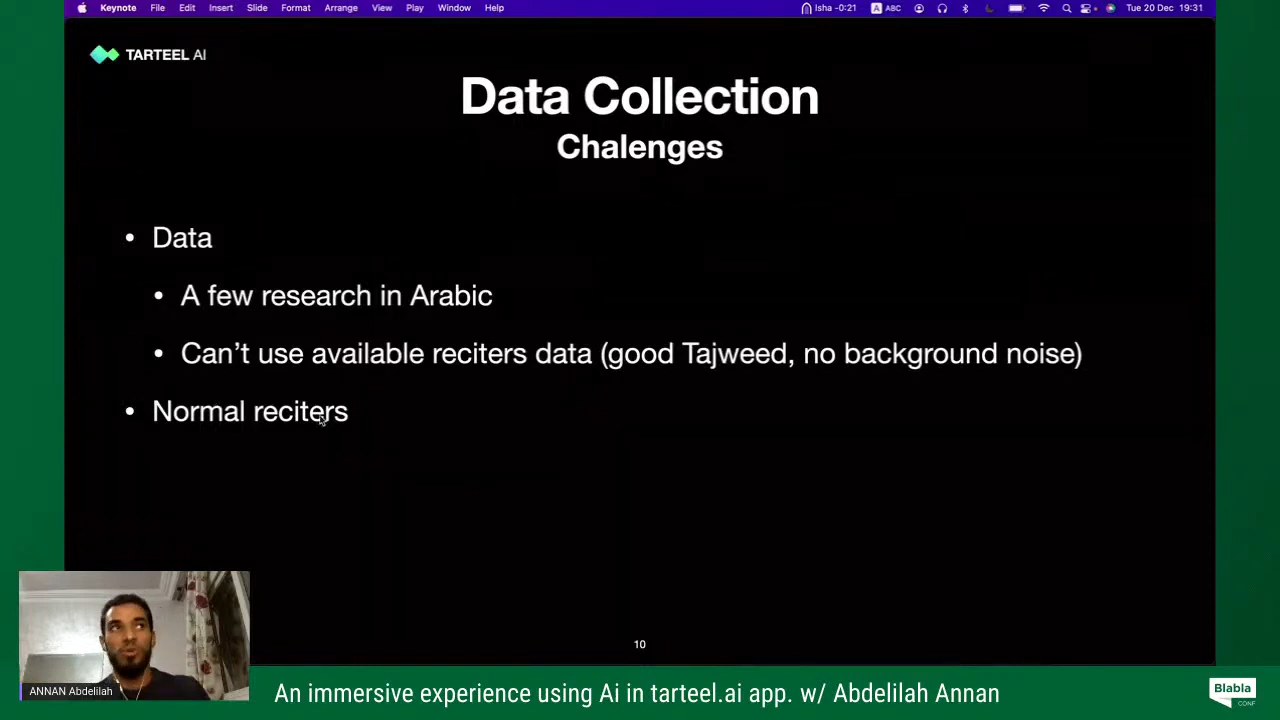 Keynote File Edit Insert Slide Format Arrange View Play Window Help Isha -0:21 A ABC Tue 20 Dec 19:31
TARTEEL AI
Data Collection
Chalenges
• Data
• A few research in Arabic
• Can’t use available reciters data (good Tajweed, no background noise)
• Normal reciters
10
ANNAN Abdelilah
An immersive experience using Ai in tarteel.ai app. w/ Abdelilah Annan
Blabla
CONF